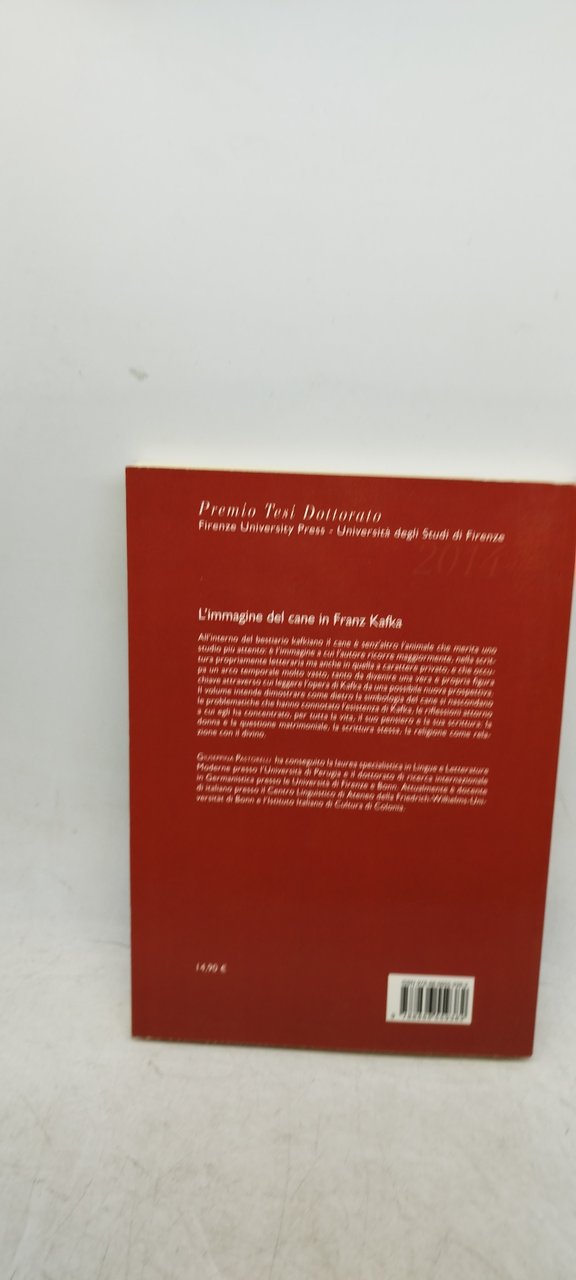 Premio Tesi Dottorato
Firenze University Press - Università degli Studi di Firenze
2014
L'immagine del cane in Franz Kafka
All'interno del bestiario kafkiano il cane è senz'altro l'animale che merita uno
studio più attento: è l'immagine a cui l'autore ricorre maggiormente, nella scrit-
tura propriamente letteraria ma anche in quella a carattere privato, e che occu-
pa un arco temporale molto vasto, tanto da divenire una vera e propria figura
chiave attraverso cui leggere l'opera di Kafka da una possibile nuova prospettiva.
Il volume intende dimostrare come dietro la simbologia del cane si nascondano
le problematiche che hanno connotato l'esistenza di Kafka, le riflessioni attorno
a cui egli ha concentrato, per tutta la vita, il suo pensiero e la sua scrittura: la
donna e la questione matrimoniale, la scrittura stessa, la religione come rela-
zione con il divino.
Giuseppina Pastorelli ha conseguito la laurea specialistica in Lingue e Letterature
Moderne presso l'Università di Perugia e il dottorato di ricerca internazionale
in Germanistica presso le Università di Firenze e Bonn. Attualmente è docente
di italiano presso il Centro Linguistico di Ateneo della Friedrich-Wilhelms-Uni-
versität di Bonn e l'Istituto Italiano di Cultura di Colonia.
14,90 €